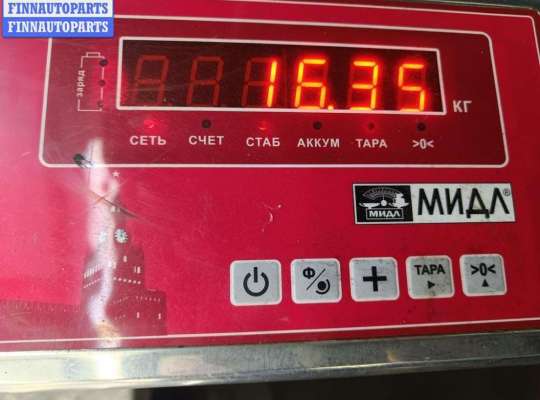 FINNAUTOPARTS
FINNAUTOPARTS
заряд
16.35 КГ
СЕТЬ СЧЕТ СТАБ АККУМ ТАРА >0<
МИДЛ МИДЛ®
Ф + ТАРА >0<